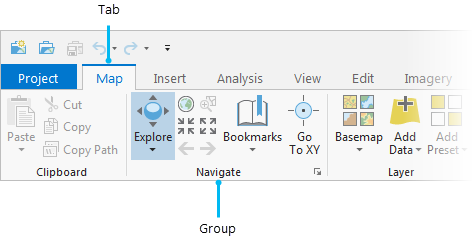 Tab
Project Map Insert Analysis View Edit Imagery
Paste
Cut
Copy
Copy Path
Clipboard
Explore
Bookmarks
Go
To XY
Navigate
Basemap
Add
Data
Add
Preset
Layer
Group